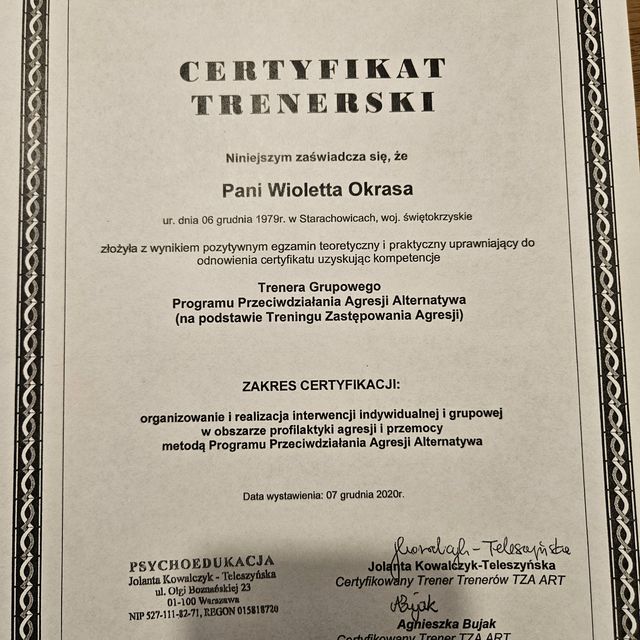 CERTYFIKAT
TRENERSKI
Niniejszym zaświadcza się, że
Pani Wioletta Okrasa
ur. dnia 06 grudnia 1979r. w Starachowicach, woj. świętokrzyskie
złożyła z wynikiem pozytywnym egzamin teoretyczny i praktyczny uprawniający do
odnowienia certyfikatu uzyskując kompetencje
Trenera Grupowego
Programu Przeciwdziałania Agresji Alternatywa
(na podstawie Treningu Zastępowania Agresji)
ZAKRES CERTYFIKACJI:
organizowanie i realizacja interwencji indywidualnej i grupowej
w obszarze profilaktyki agresji i przemocy
metodą Programu Przeciwdziałania Agresji Alternatywa
Data wystawienia: 07 grudnia 2020r.
PSYCHOEDUKACJA
Jolanta Kowalczyk - Teleszyńska
ul. Olgi Boznańskiej 23
01-100 Warszawa
NIP 527-111-82-71, REGON 015818720
Kowalczyk-Teleszyńska
Jolanta Kowalczyk-Teleszyńska
Certyfikowany Trener Trenerów TZA ART
ABujak
Agnieszka Bujak
Certyfikowany Trener TZA ART